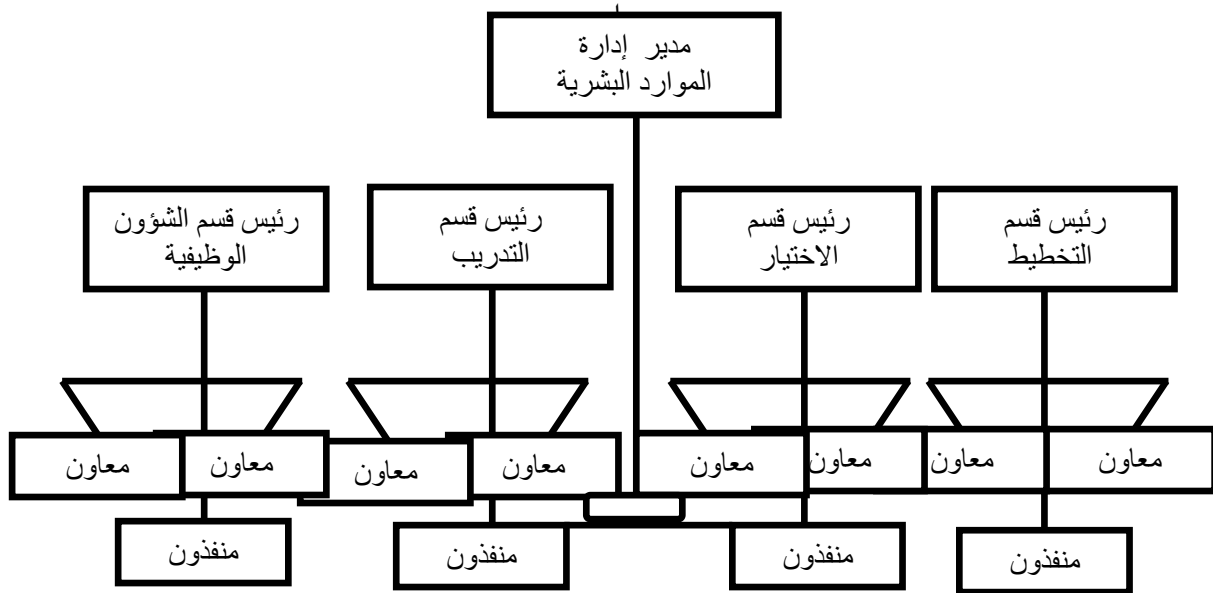 مدير إدارة
الموارد البشرية
رئيس قسم
التخطيط
رئيس قسم
الاختيار
رئيس قسم
التدريب
رئيس قسم الشؤون
الوظيفية
معاون
معاون
معاون
معاون
معاون
معاون
معاون
معاون
منفذون
منفذون
منفذون
منفذون